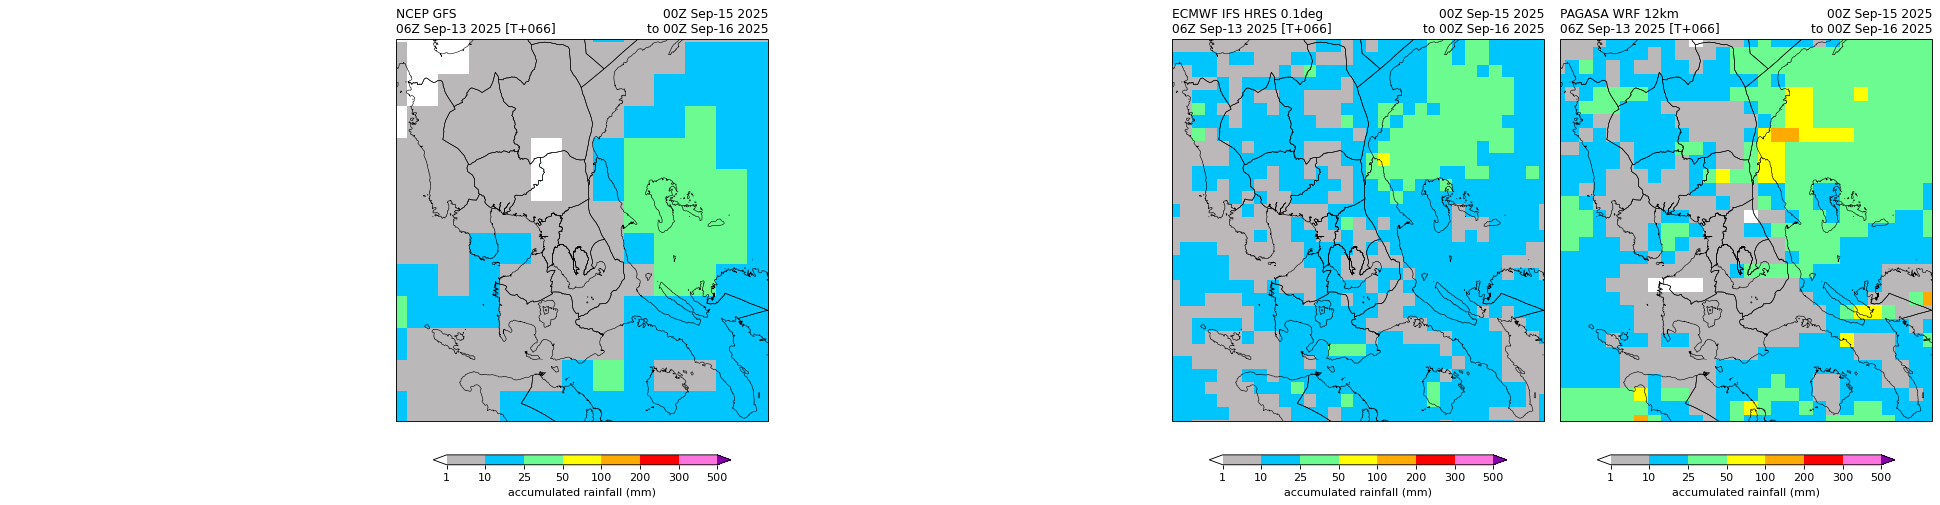 NCEP GFS 00Z Sep-15 2025
06Z Sep-13 2025 [T+066] to 00Z Sep-16 2025
1 10 25 50 100 200 300 500
accumulated rainfall (mm)
ECMWF IFS HRES 0.1deg 00Z Sep-15 2025
06Z Sep-13 2025 [T+066] to 00Z Sep-16 2025
1 10 25 50 100 200 300 500
accumulated rainfall (mm)
PAGASA WRF 12km 00Z Sep-15 2025
06Z Sep-13 2025 [T+066] to 00Z Sep-16 2025
1 10 25 50 100 200 300 500
accumulated rainfall (mm)